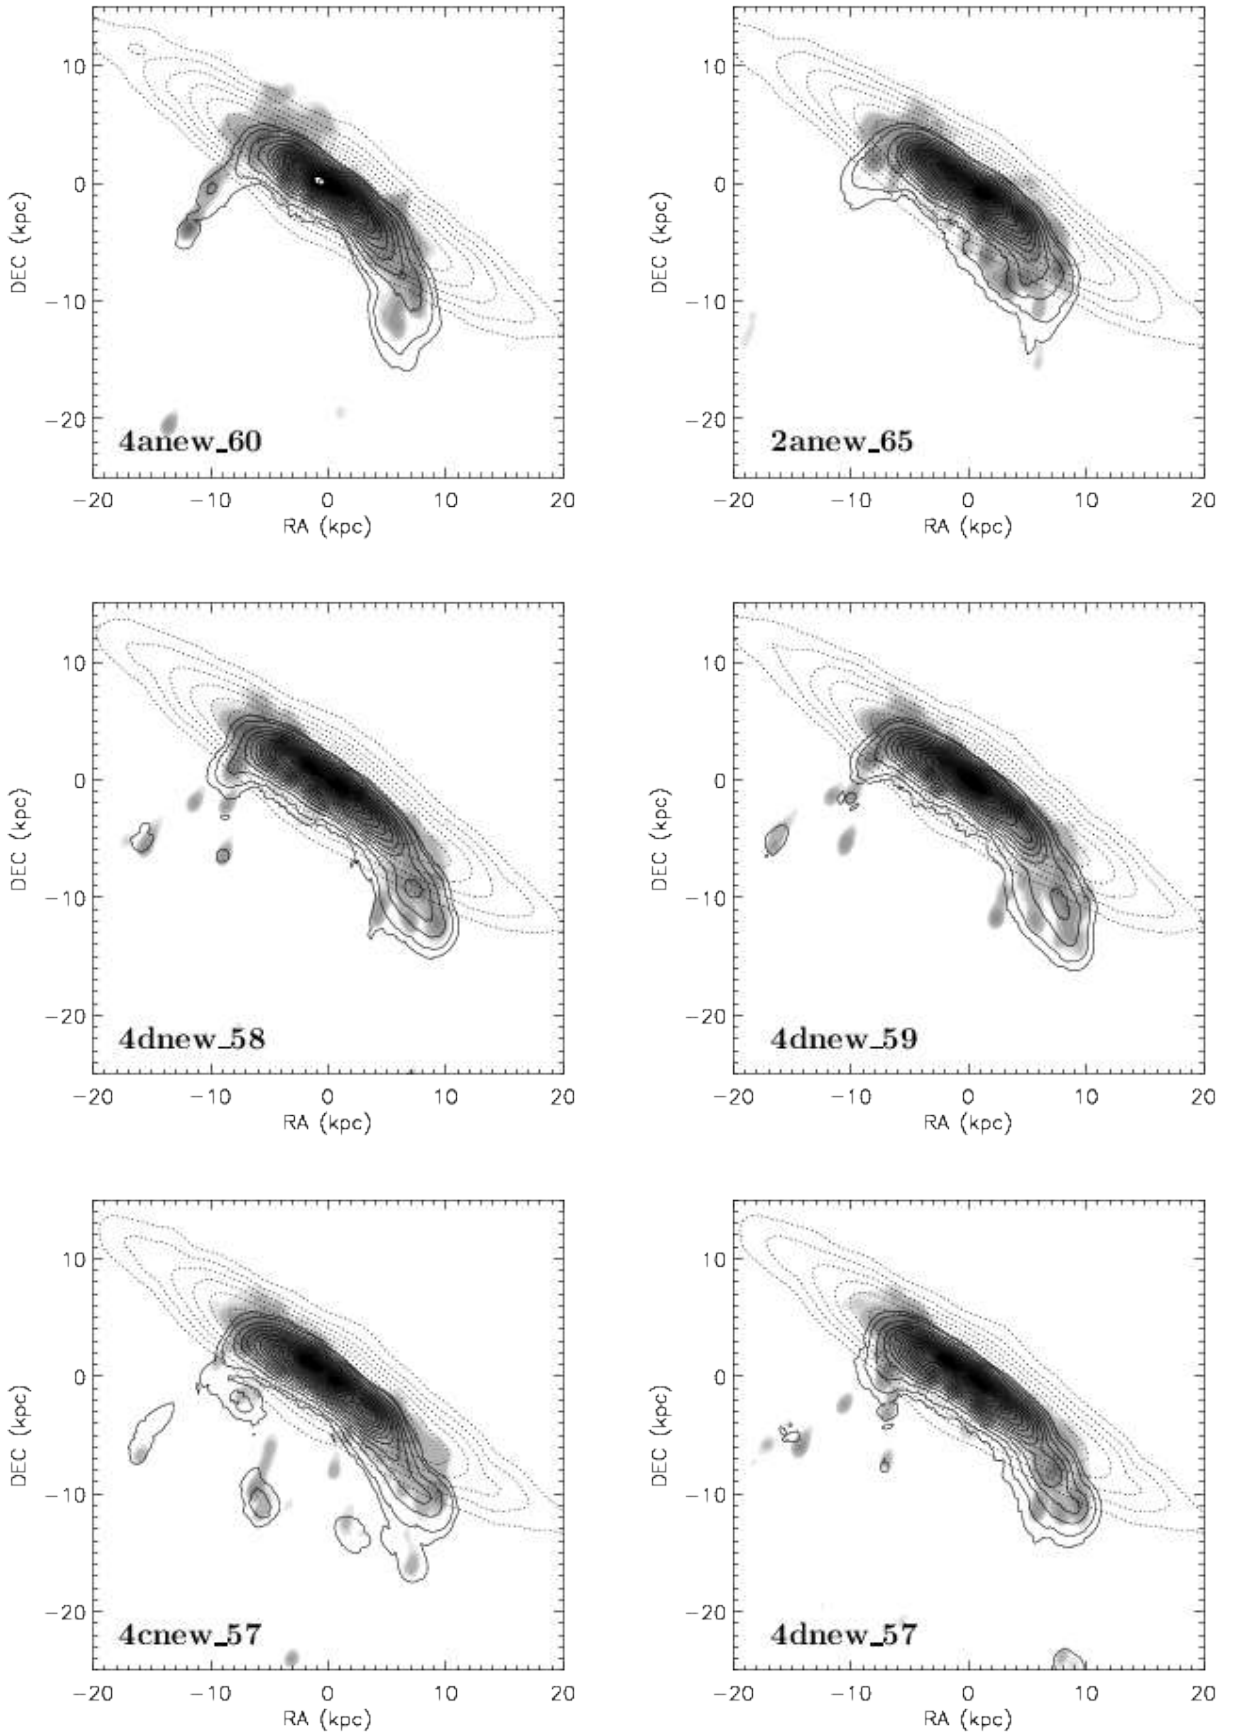 10 10
0 0
−10 −10
−20 −20
DEC (kpc) DEC (kpc)
4anew_60 2anew_65
−20 −10 0 10 20 −20 −10 0 10 20
RA (kpc) RA (kpc)
10 10
0 0
−10 −10
−20 −20
DEC (kpc) DEC (kpc)
4dnew_58 4dnew_59
−20 −10 0 10 20 −20 −10 0 10 20
RA (kpc) RA (kpc)
10 10
0 0
−10 −10
−20 −20
DEC (kpc) DEC (kpc)
4cnew_57 4dnew_57
−20 −10 0 10 20 −20 −10 0 10 20
RA (kpc) RA (kpc)